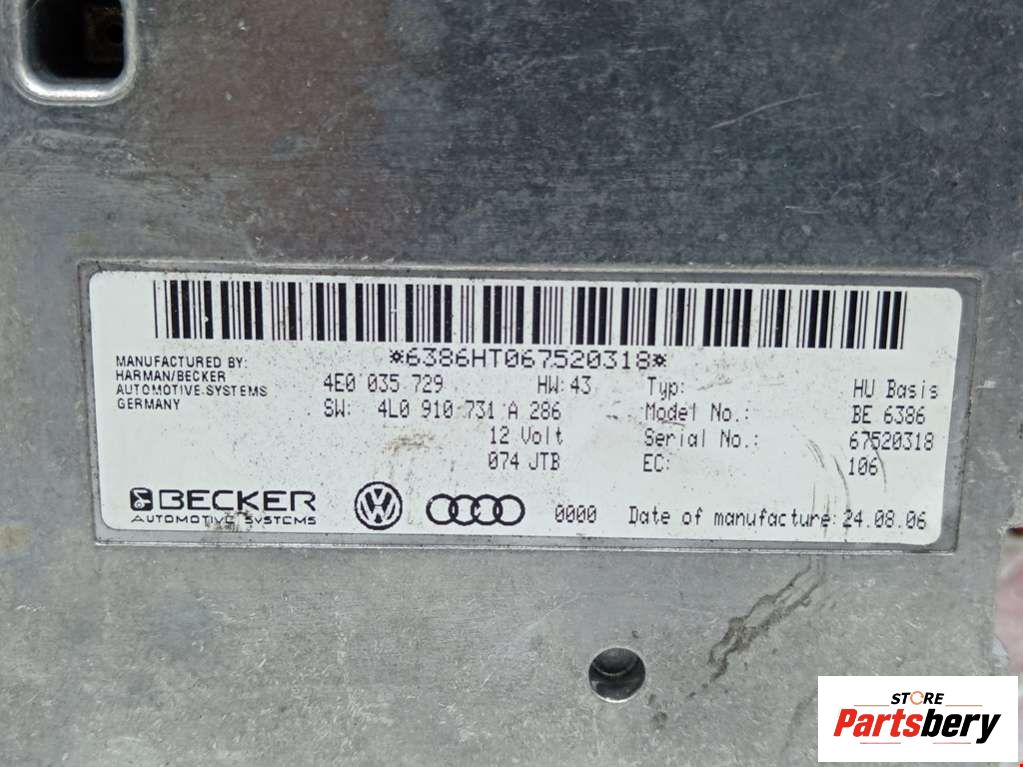 *6386HT067520318*
MANUFACTURED BY:
HARMAN/BECKER
AUTOMOTIVE-SYSTEMS
GERMANY
4E0 035 729 HW:43
SW: 4L0 910 731 A 286
12 Volt
074 JTB
Typ: HU Basis
Model No.: BE 6386
Serial No.: 67520318
EC: 106
BECKER
AUTOMOTIVE SYSTEMS
0000 Date of manufacture: 24.08.06
STORE
Partsbery